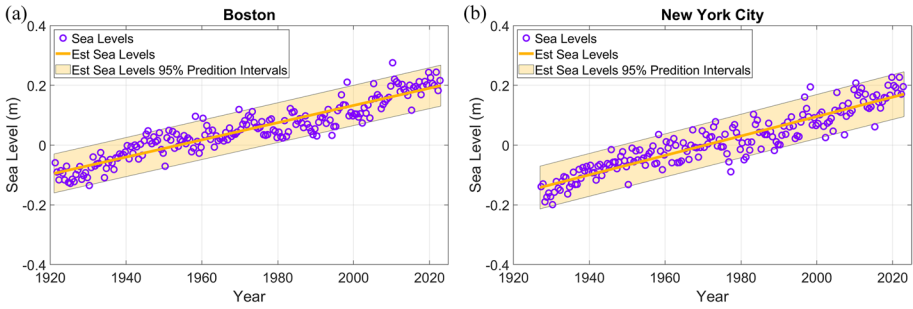 (a)
Boston
Sea Levels
Est Sea Levels
Est Sea Levels 95% Predition Intervals
0.4
0.2
0
-0.2
-0.4
Sea Level (m)
1920
1940
1960
1980
2000
2020
Year
(b)
New York City
Sea Levels
Est Sea Levels
Est Sea Levels 95% Predition Intervals
0.4
0.2
0
-0.2
-0.4
Sea Level (m)
1920
1940
1960
1980
2000
2020
Year